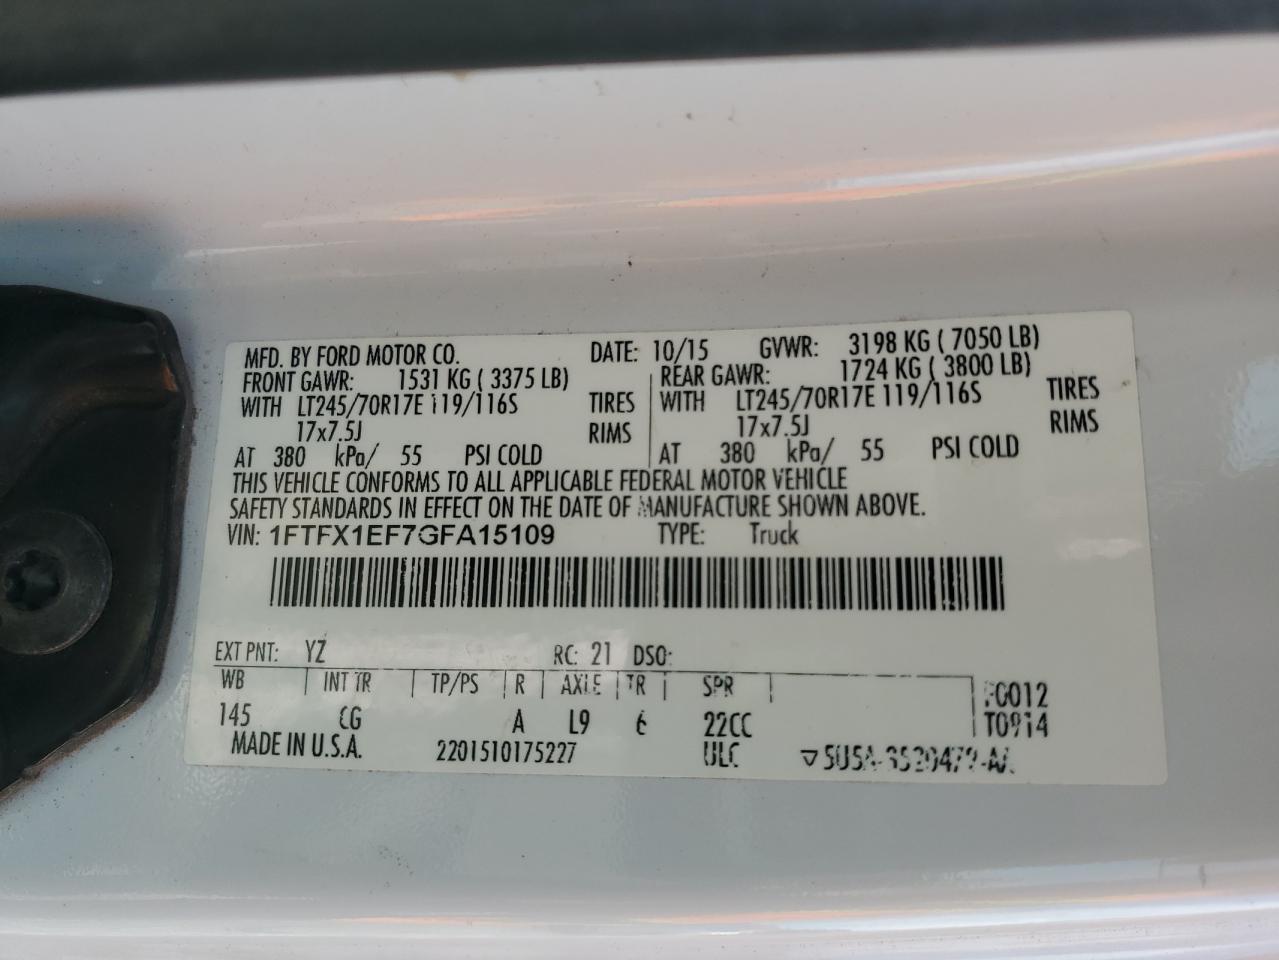 MFD. BY FORD MOTOR CO. DATE: 10/15 GVWR: 3198 KG ( 7050 LB)
FRONT GAWR: 1531 KG ( 3375 LB) REAR GAWR: 1724 KG ( 3800 LB)
WITH LT245/70R17E 119/116S TIRES WITH LT245/70R17E 119/116S TIRES
17x7.5J RIMS 17x7.5J RIMS
AT 380 kPa/ 55 PSI COLD AT 380 kPa/ 55 PSI COLD
THIS VEHICLE CONFORMS TO ALL APPLICABLE FEDERAL MOTOR VEHICLE
SAFETY STANDARDS IN EFFECT ON THE DATE OF MANUFACTURE SHOWN ABOVE.
VIN: 1FTFX1EF7GFA15109 TYPE: Truck
EXT PNT: YZ RC: 21 DSO:
WB INT TR TP/PS R AXLE TR SPR
145 CG A L9 6 22CC T0914
MADE IN U.S.A. 2201510175227 ULC